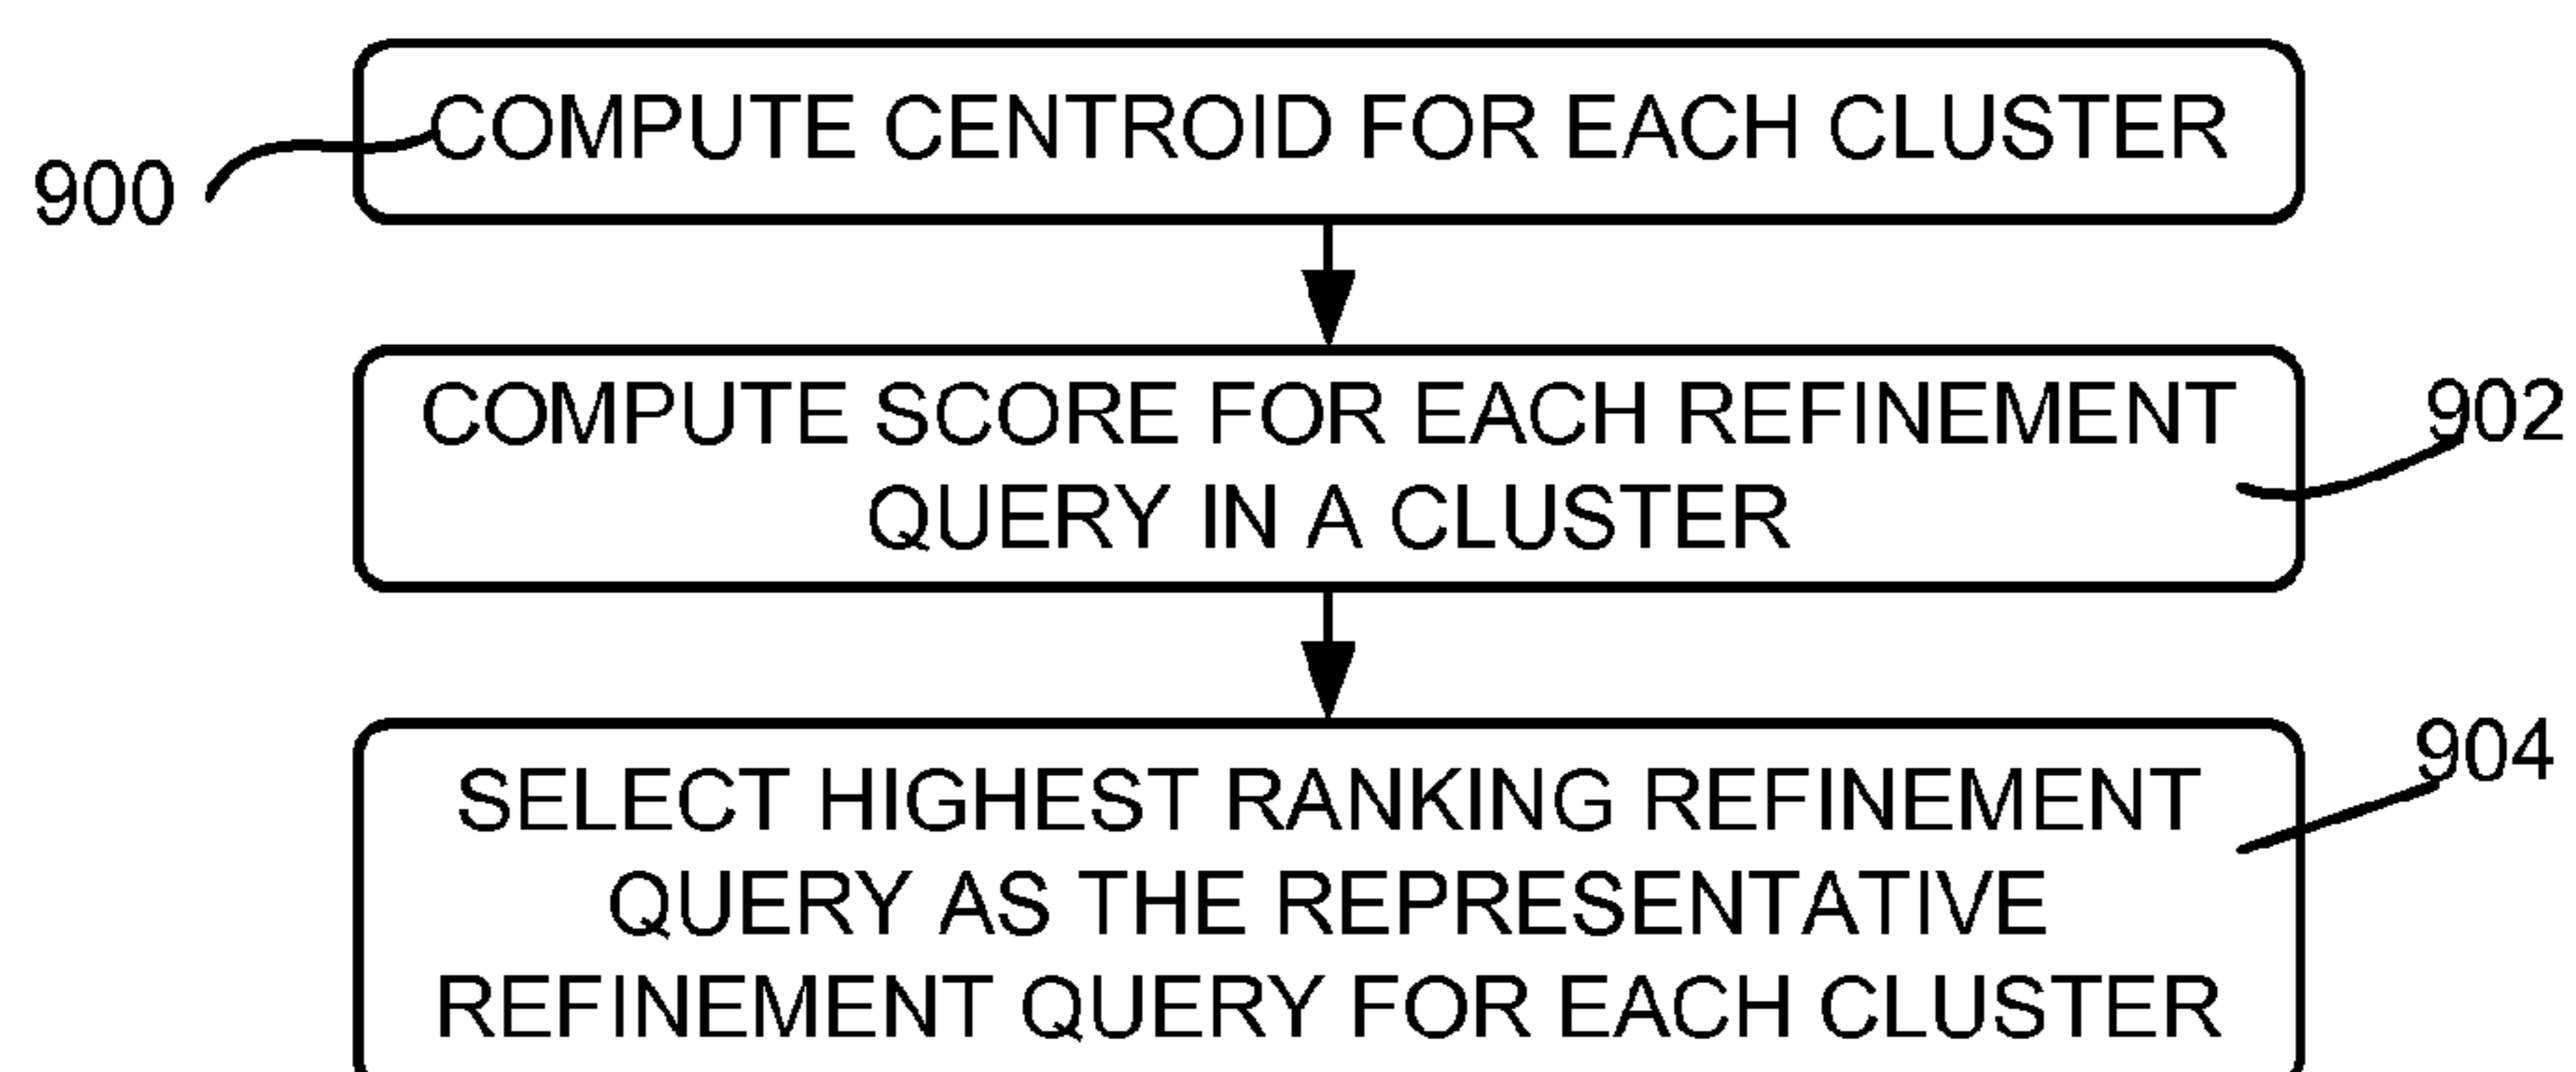 COMPUTE CENTROID FOR EACH CLUSTER
900
COMPUTE SCORE FOR EACH REFINEMENT
QUERY IN A CLUSTER
902
SELECT HIGHEST RANKING REFINEMENT
QUERY AS THE REPRESENTATIVE
REFINEMENT QUERY FOR EACH CLUSTER
904